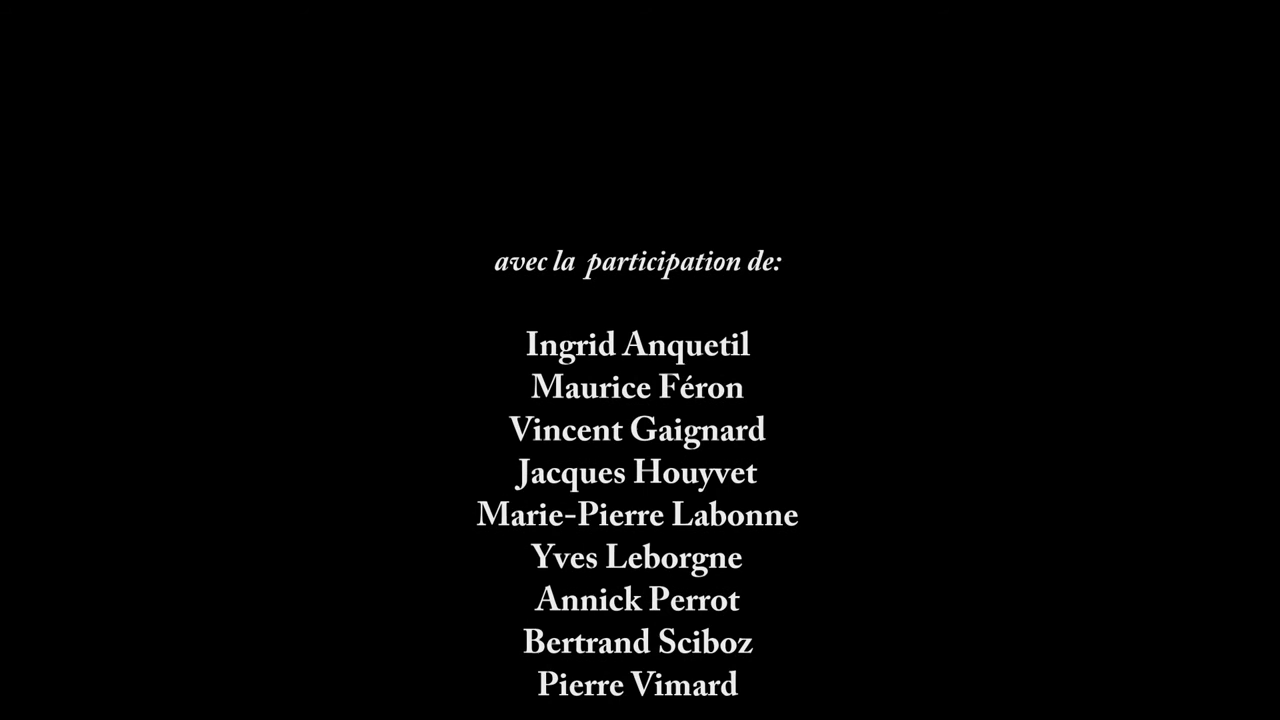 avec la  participation de:
Ingrid Anquetil
Maurice Féron
Vincent Gaignard
Jacques Houyvet
Marie-Pierre Labonne
Yves Leborgne
Annick Perrot
Bertrand Sciboz
Pierre Vimard